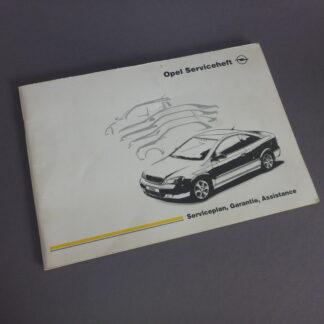 Opel Serviceheft
Serviceplan, Garantie, Assistance